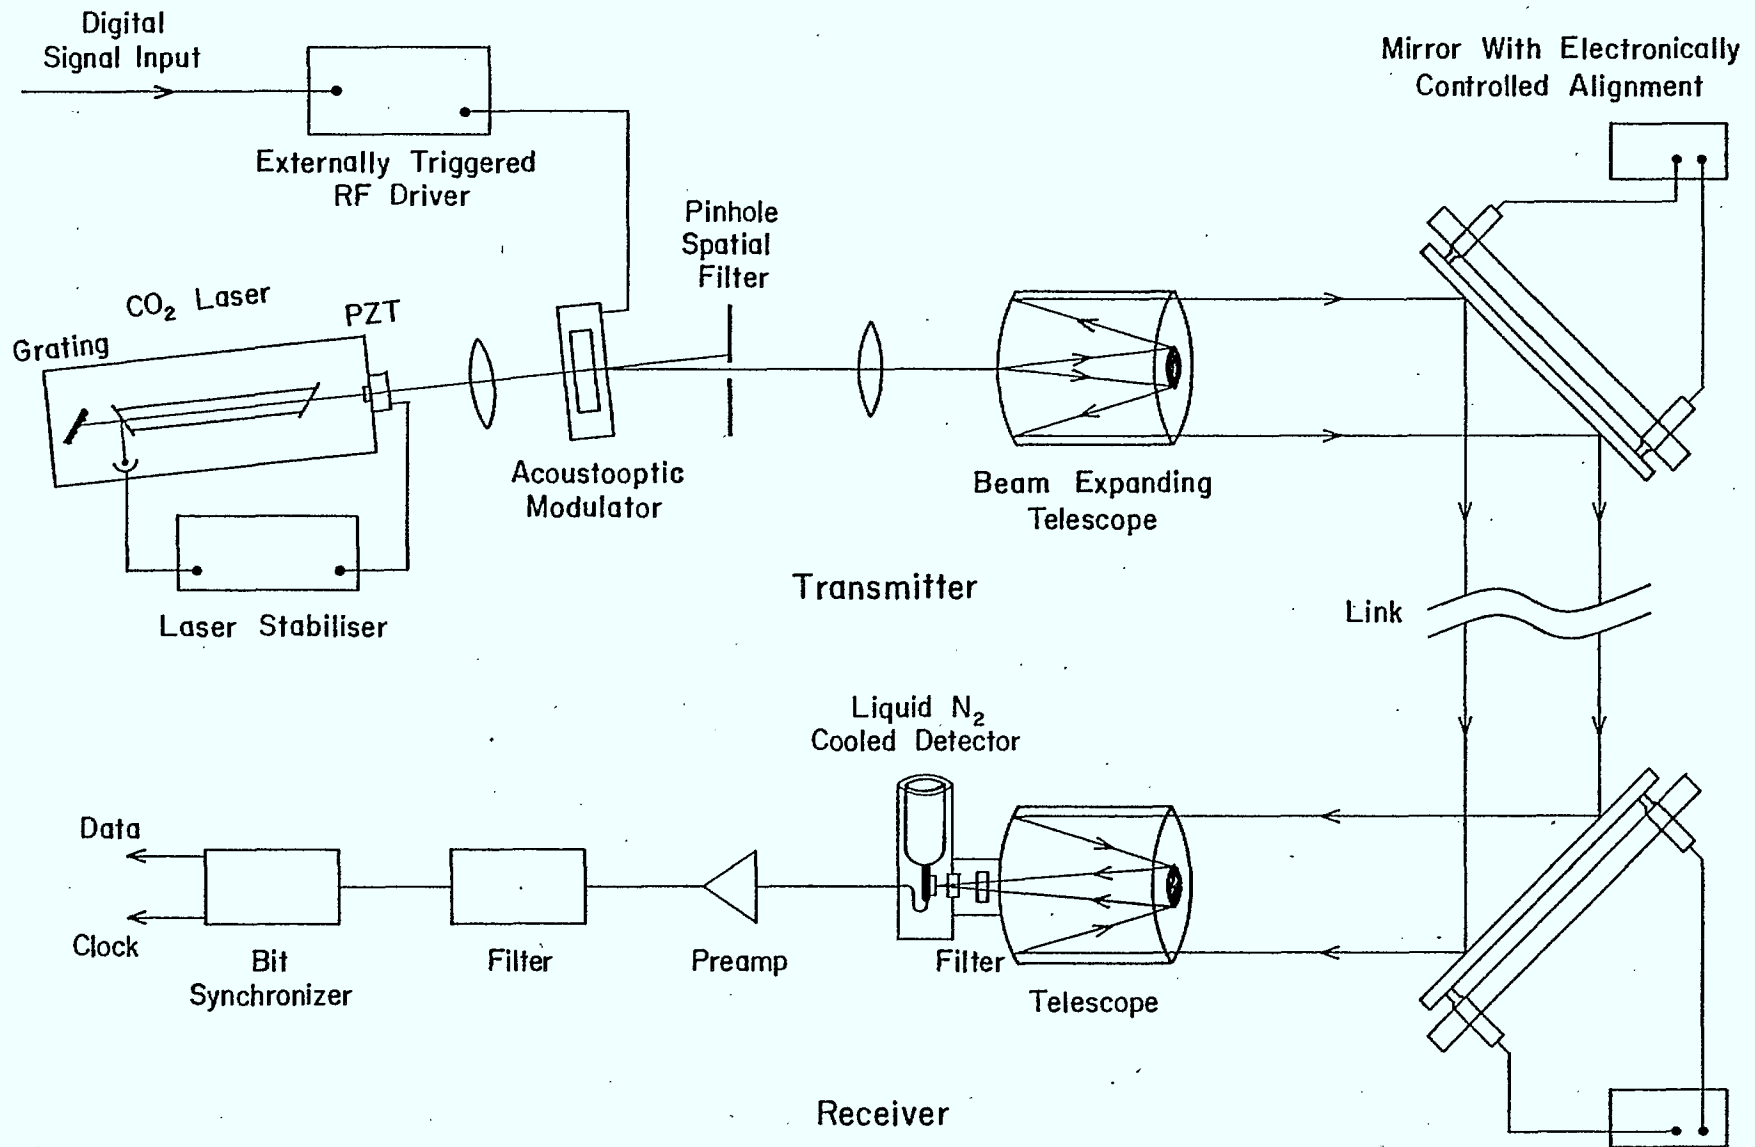 Digital
Signal Input
Mirror With Electronically
Controlled Alignment
Externally Triggered
RF Driver
Pinhole
Spatial
Filter
CO₂ Laser
PZT
Grating
Acoustooptic
Modulator
Beam Expanding
Telescope
Transmitter
Laser Stabiliser
Link
Liquid N₂
Cooled Detector
Data
Clock
Bit
Synchronizer
Filter
Preamp
Filter
Telescope
Receiver